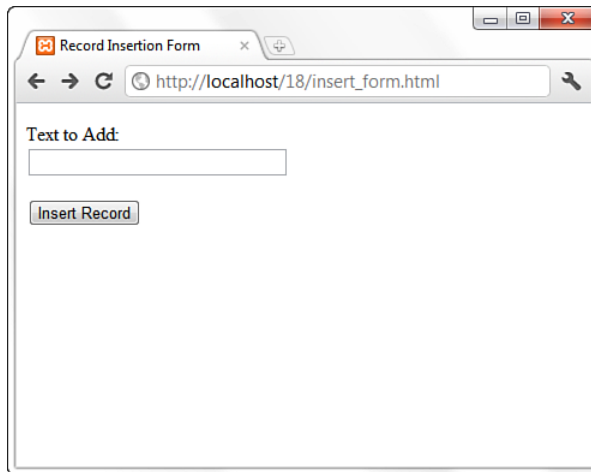 Record Insertion Form
http://localhost/18/insert_form.html
Text to Add:
Insert Record